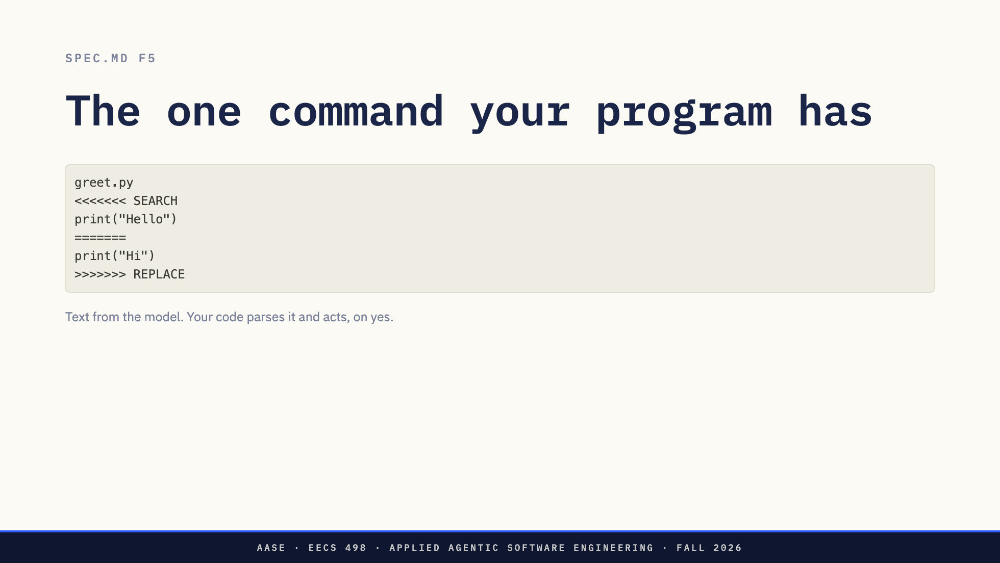 SPEC.MD F5
The one command your program has
greet.py
<<<<<<< SEARCH
print("Hello")
=======
print("Hi")
>>>>>>> REPLACE
Text from the model. Your code parses it and acts, on yes.
AASE · EECS 498 · APPLIED AGENTIC SOFTWARE ENGINEERING · FALL 2026